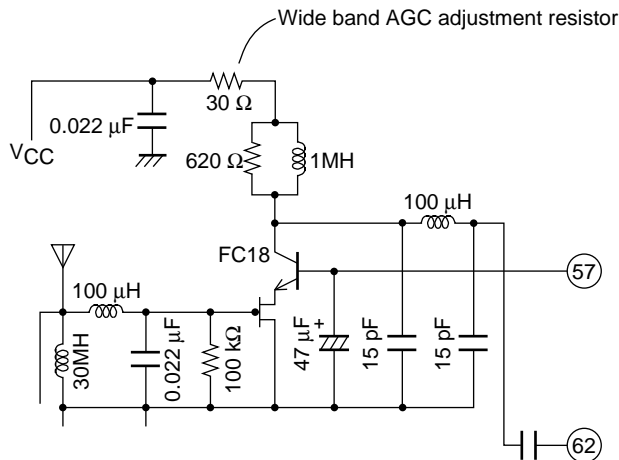 Wide band AGC adjustment resistor
30 Ω
0.022 μF
VCC
620 Ω
1MH
100 μH
FC18
57
100 μH
30MH
0.022 μF
100 kΩ
47 μF
+
15 pF
15 pF
62